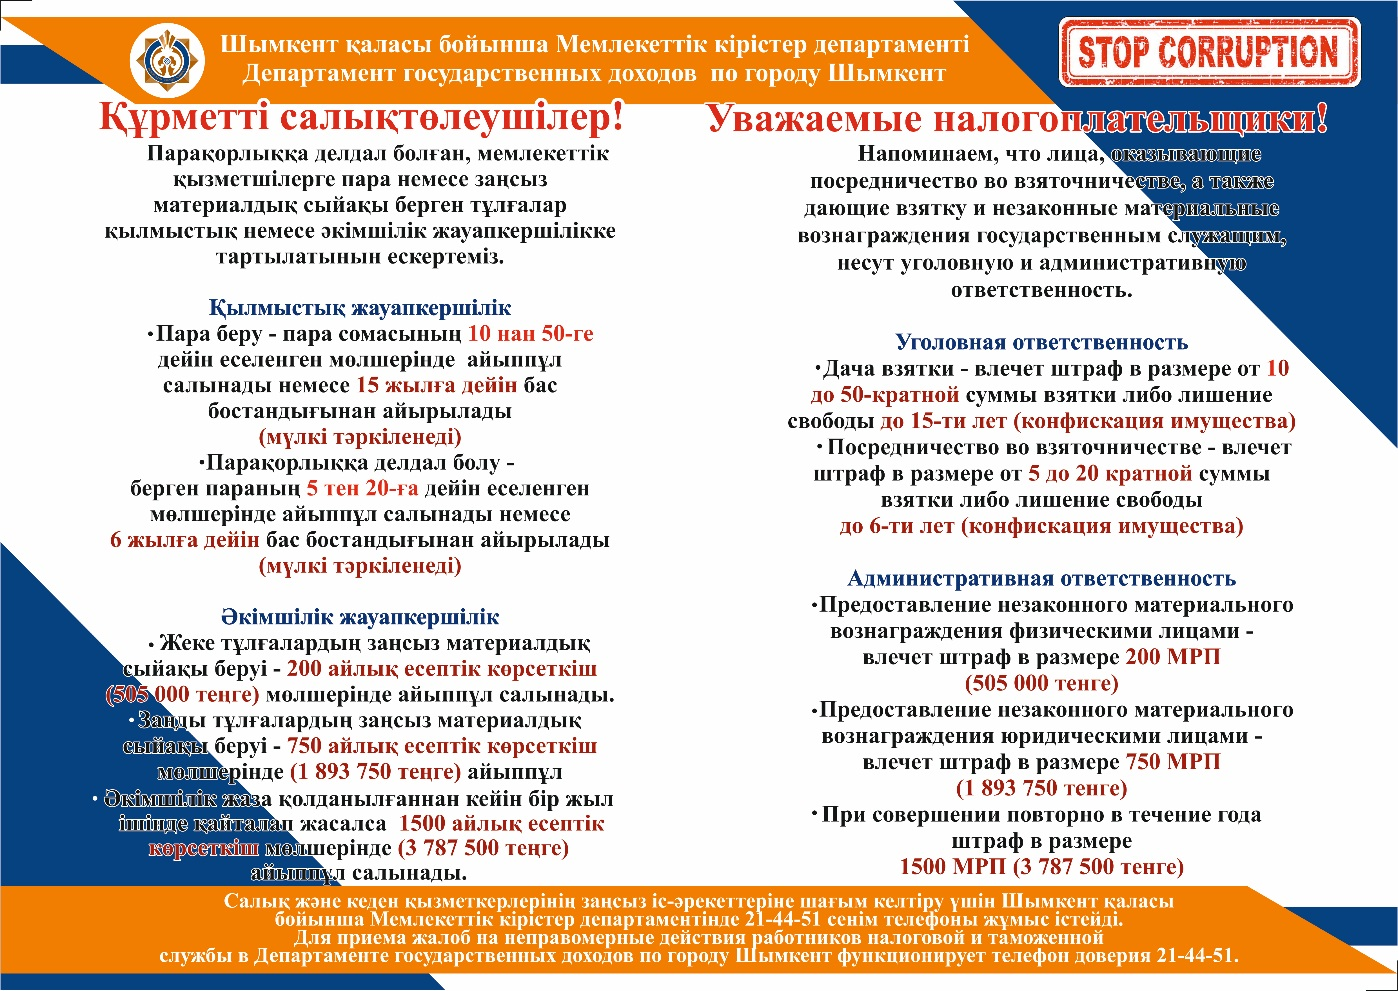 Шымкент қаласы бойынша Мемлекеттік кірістер департаменті
Департамент государственных доходов по городу Шымкент
STOP CORRUPTION
Құрметті салықтөлеушілер!
Парақорлыққа делдал болған, мемлекеттік
қызметшілерге пара немесе заңсыз
материалдық сыйақы берген тұлғалар
қылмыстық немесе әкімшілік жауапкершілікке
тартылатынын ескертеміз.
Қылмыстық жауапкершілік
·Пара беру - пара сомасының 10 нан 50-ге
дейін еселенген мөлшерінде айыппұл
салынады немесе 15 жылға дейін бас
бостандығынан айырылады
(мүлкі тәркіленеді)
·Парақорлыққа делдал болу -
берген параның 5 тен 20-ға дейін еселенген
мөлшерінде айыппұл салынады немесе
6 жылға дейін бас бостандығынан айырылады
(мүлкі тәркіленеді)
Әкімшілік жауапкершілік
· Жеке тұлғалардың заңсыз материалдық
сыйақы беруі - 200 айлық есептік көрсеткіш
(505 000 теңге) мөлшерінде айыппұл салынады.
· Заңды тұлғалардың заңсыз материалдық
сыйақы беруі - 750 айлық есептік көрсеткіш
мөлшерінде (1 893 750 теңге) айыппұл
· Әкімшілік жаза қолданылғаннан кейін бір жыл
ішінде қайталап жасалса 1500 айлық есептік
көрсеткіш мөлшерінде (3 787 500 теңге)
айыппұл салынады.
Уважаемые налогоплательщики!
Напоминаем, что лица, оказывающие
посредничество во взяточничестве, а также
дающие взятку и незаконные материальные
вознаграждения государственным служащим,
несут уголовную и административную
ответственность.
Уголовная ответственность
·Дача взятки - влечет штраф в размере от 10
до 50-кратной суммы взятки либо лишение
свободы до 15-ти лет (конфискация имущества)
· Посредничество во взяточничестве - влечет
штраф в размере от 5 до 20 кратной суммы
взятки либо лишение свободы
до 6-ти лет (конфискация имущества)
Административная ответственность
·Предоставление незаконного материального
вознаграждения физическими лицами -
влечет штраф в размере 200 МРП
(505 000 тенге)
·Предоставление незаконного материального
вознаграждения юридическими лицами -
влечет штраф в размере 750 МРП
(1 893 750 тенге)
·При совершении повторно в течение года
штраф в размере
1500 МРП (3 787 500 тенге)
Салық және кеден қызметкерлерінің заңсыз іс-әрекеттеріне шағым келтіру үшін Шымкент қаласы
бойынша Мемлекеттік кірістер департаментінде 21-44-51 сенім телефоны жұмыс істейді.
Для приема жалоб на неправомерные действия работников налоговой и таможенной
службы в Департаменте государственных доходов по городу Шымкент функционирует телефон доверия 21-44-51.